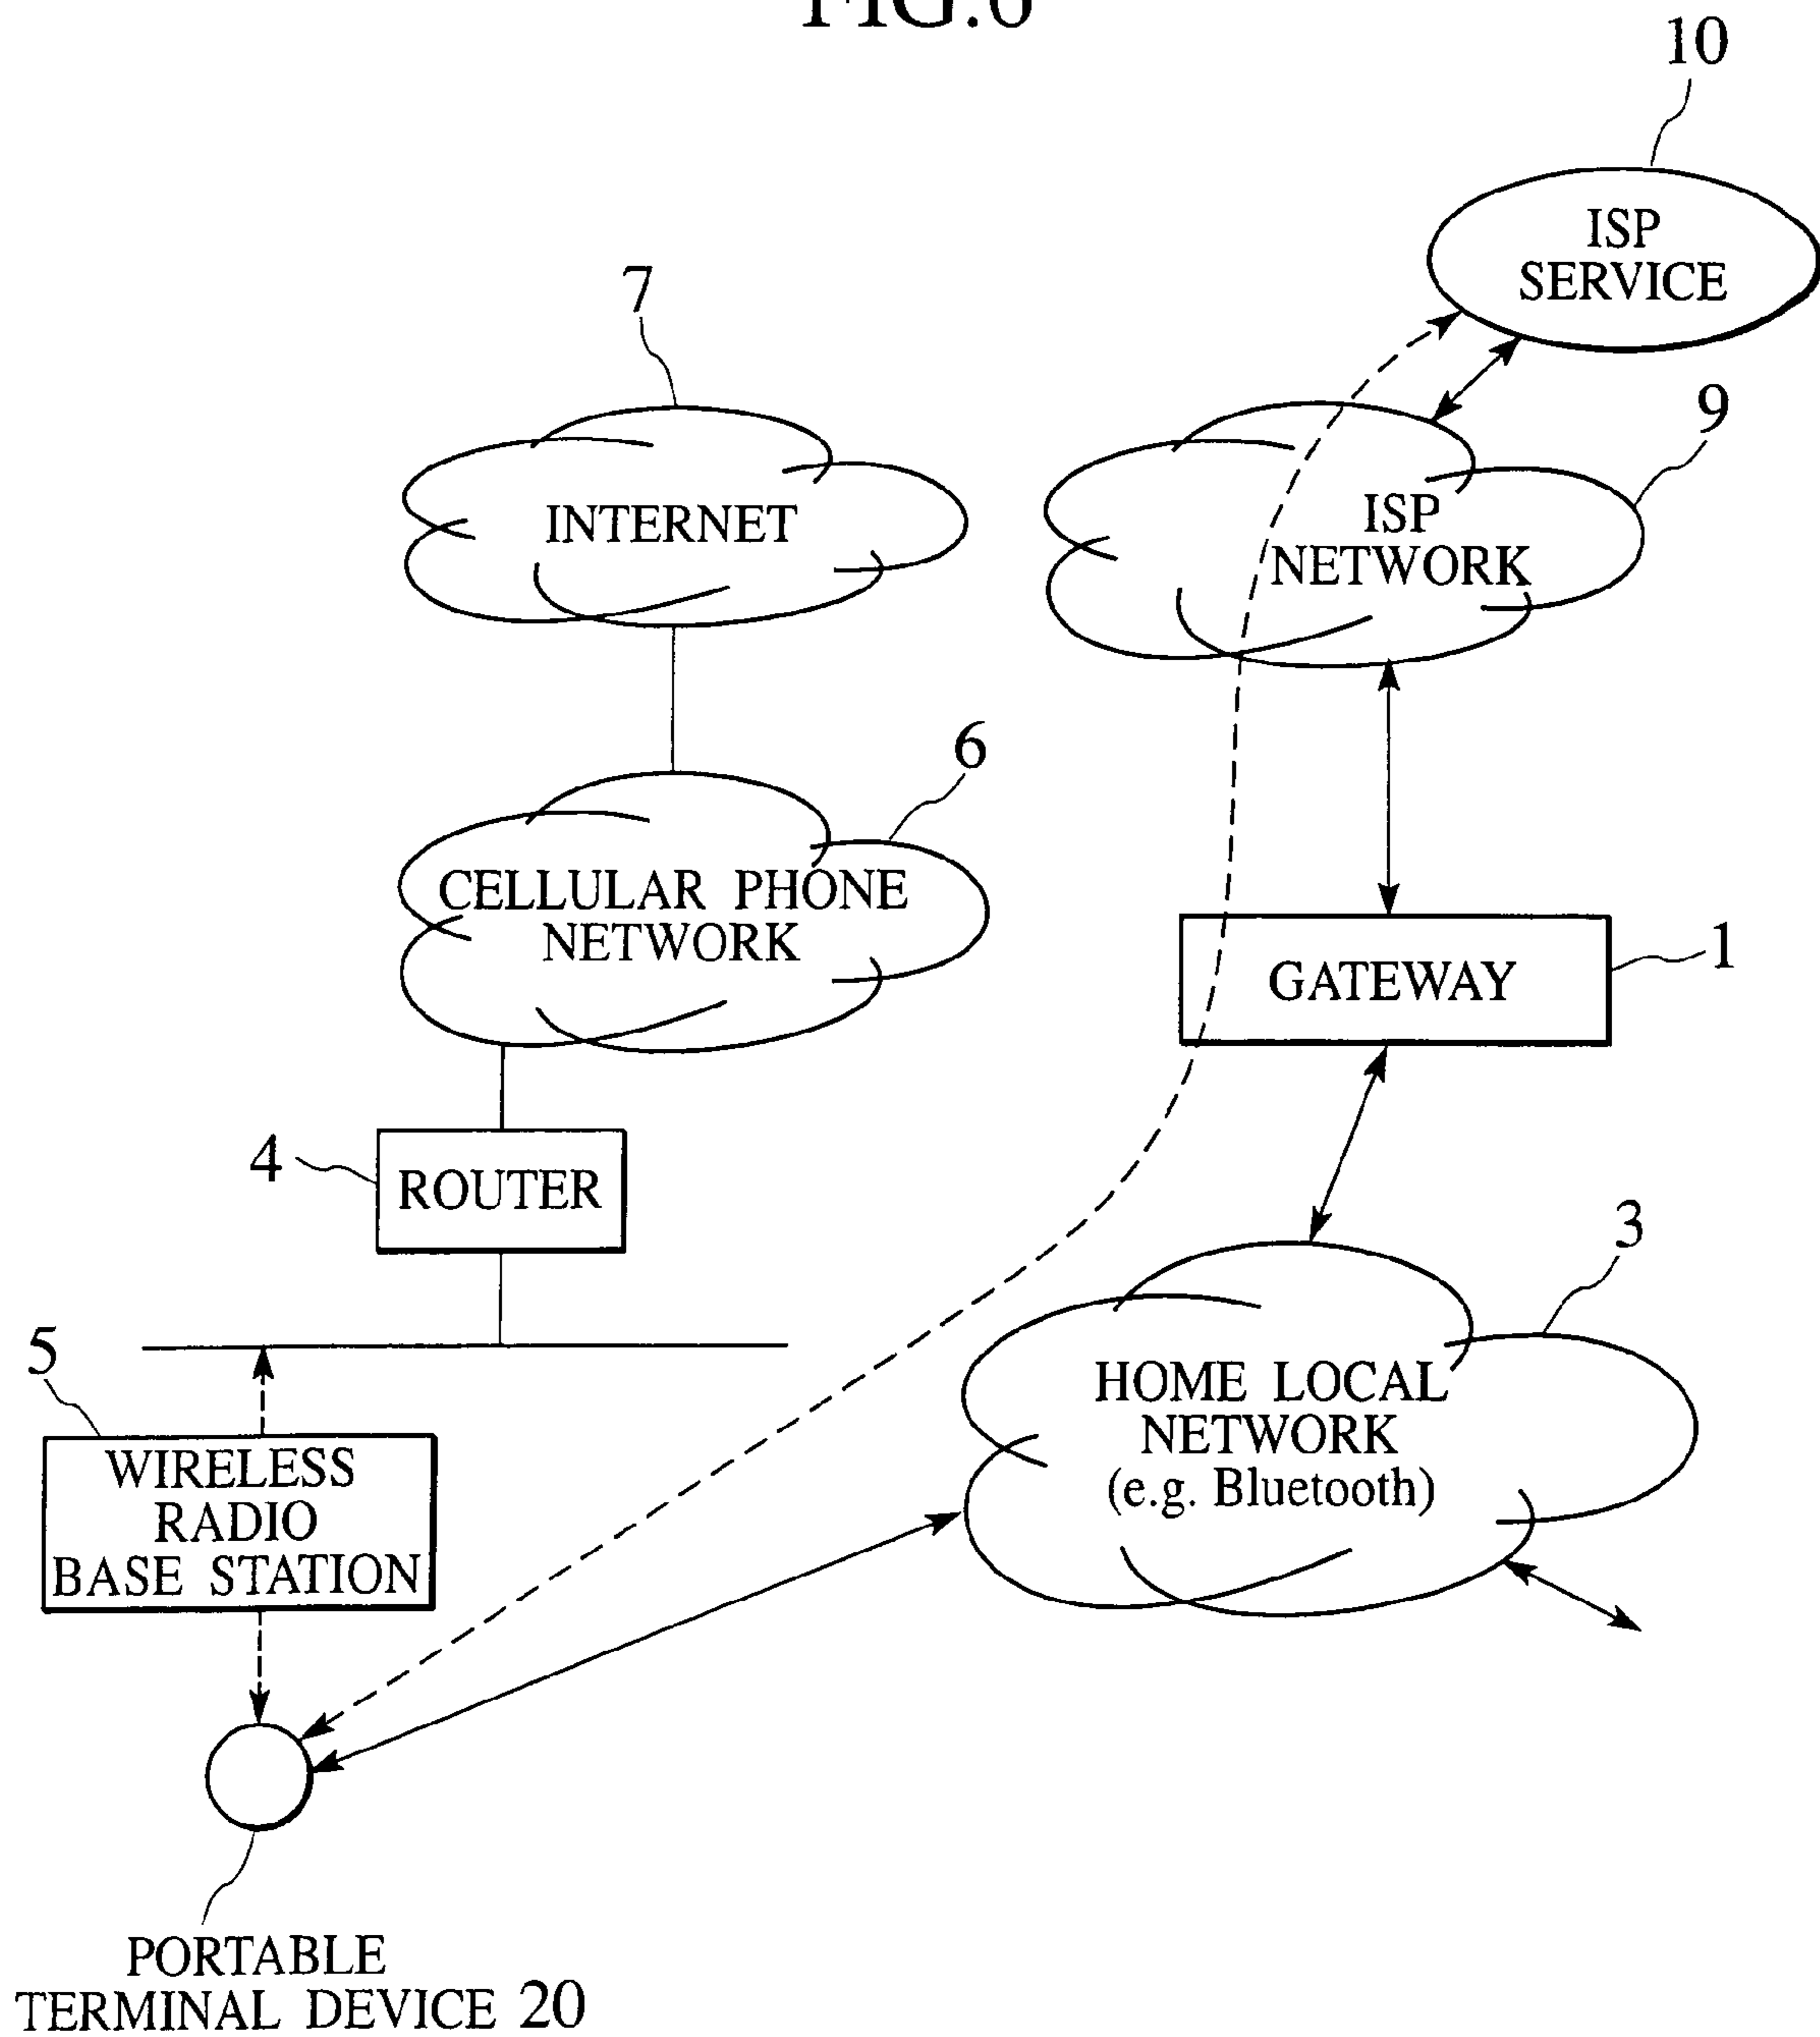 FIG.
10
ISP
SERVICE
7
9
INTERNET
ISP
NETWORK
6
CELLULAR PHONE
NETWORK
1
GATEWAY
4
ROUTER
3
5
HOME LOCAL
NETWORK
(e.g. Bluetooth)
WIRELESS
RADIO
BASE STATION
PORTABLE
TERMINAL DEVICE 20